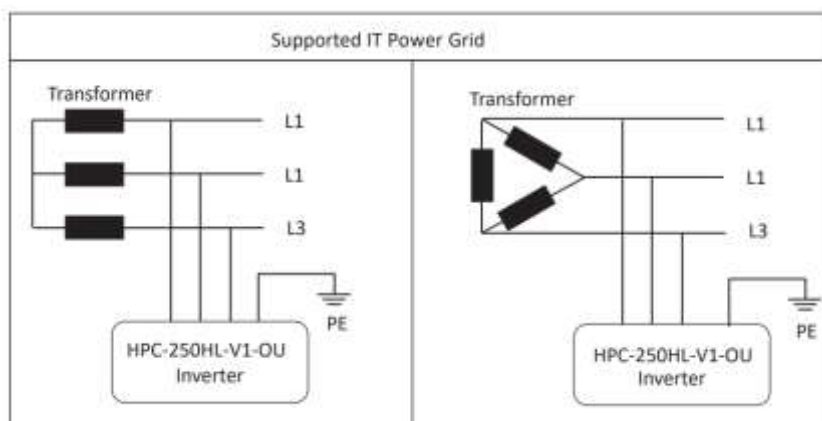 Supported IT Power Grid
Transformer
L1
L1
L3
PE
HPC-250HL-V1-OU
Inverter
Transformer
L1
L1
L3
PE
HPC-250HL-V1-OU
Inverter